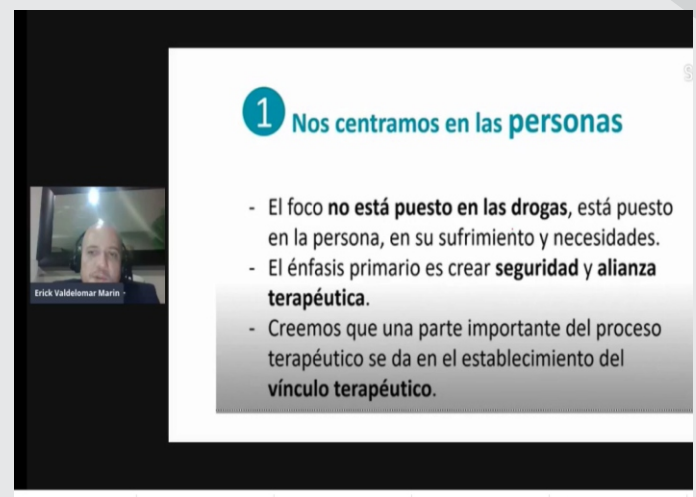 1 Nos centramos en las personas
- El foco no está puesto en las drogas, está puesto
en la persona, en su sufrimiento y necesidades.
- El énfasis primario es crear seguridad y alianza
terapéutica.
- Creemos que una parte importante del proceso
terapéutico se da en el establecimiento del
vínculo terapéutico.
Erick Valdelomar Marin